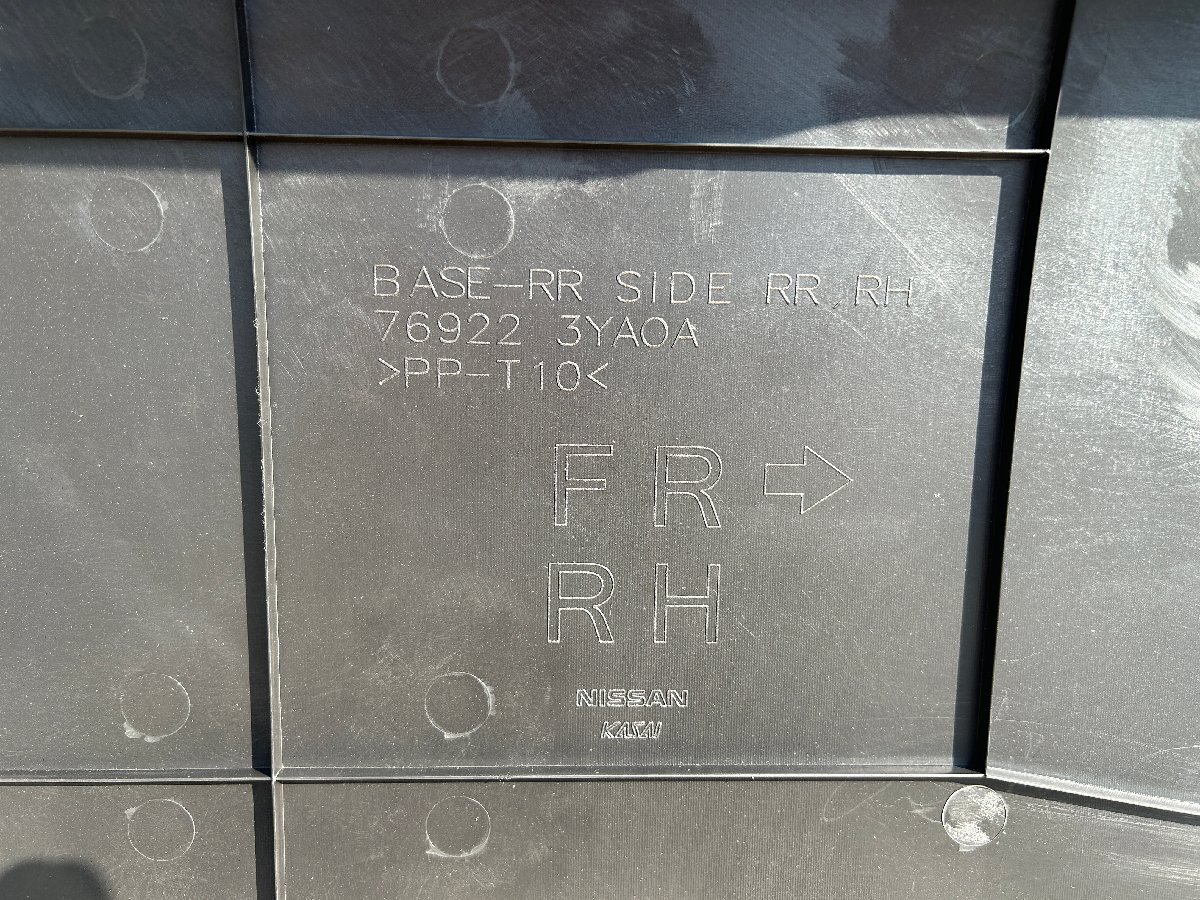 BASE-RR SIDE RR RH
76922 3YA0A
>PP-T10<
FR
RH
NISSAN
KASAI